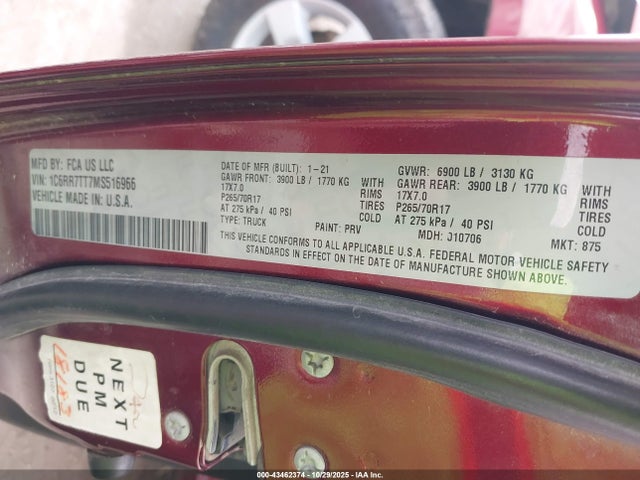 MFD BY: FCA US LLC
VIN: 1C6RR7TT7MS516966
VEHICLE MADE IN: U.S.A.
DATE OF MFR (BUILT): 1-21
GAWR FRONT: 3900 LB / 1770 KG
17X7.0 WITH RIMS
P265/70R17 TIRES
AT 275 kPa / 40 PSI COLD
TYPE: TRUCK PAINT: PRV
GVWR: 6900 LB / 3130 KG
GAWR REAR: 3900 LB / 1770 KG
17X7.0 WITH RIMS
P265/70R17 TIRES
AT 275 kPa / 40 PSI COLD
MDH: J10706 MKT: 875
THIS VEHICLE CONFORMS TO ALL APPLICABLE U.S.A. FEDERAL MOTOR VEHICLE SAFETY
STANDARDS IN EFFECT ON THE DATE OF MANUFACTURE SHOWN ABOVE.
NEXT
PM
DUE
000-43462374 | 10/29/2025 | IAA Inc.